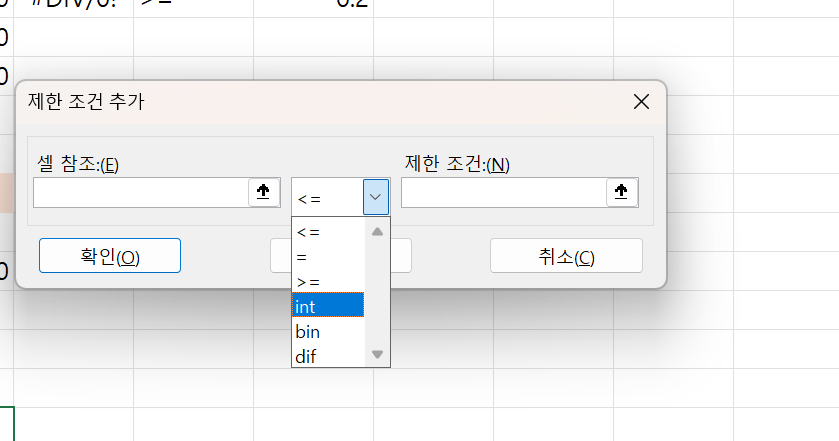 #DIV/0! >= 0.2
0
0
제한 조건 추가
셀 참조:(E)
제한 조건:(N)
<=
<=
=
>=
int
bin
dif
확인(O)
취소(C)
0